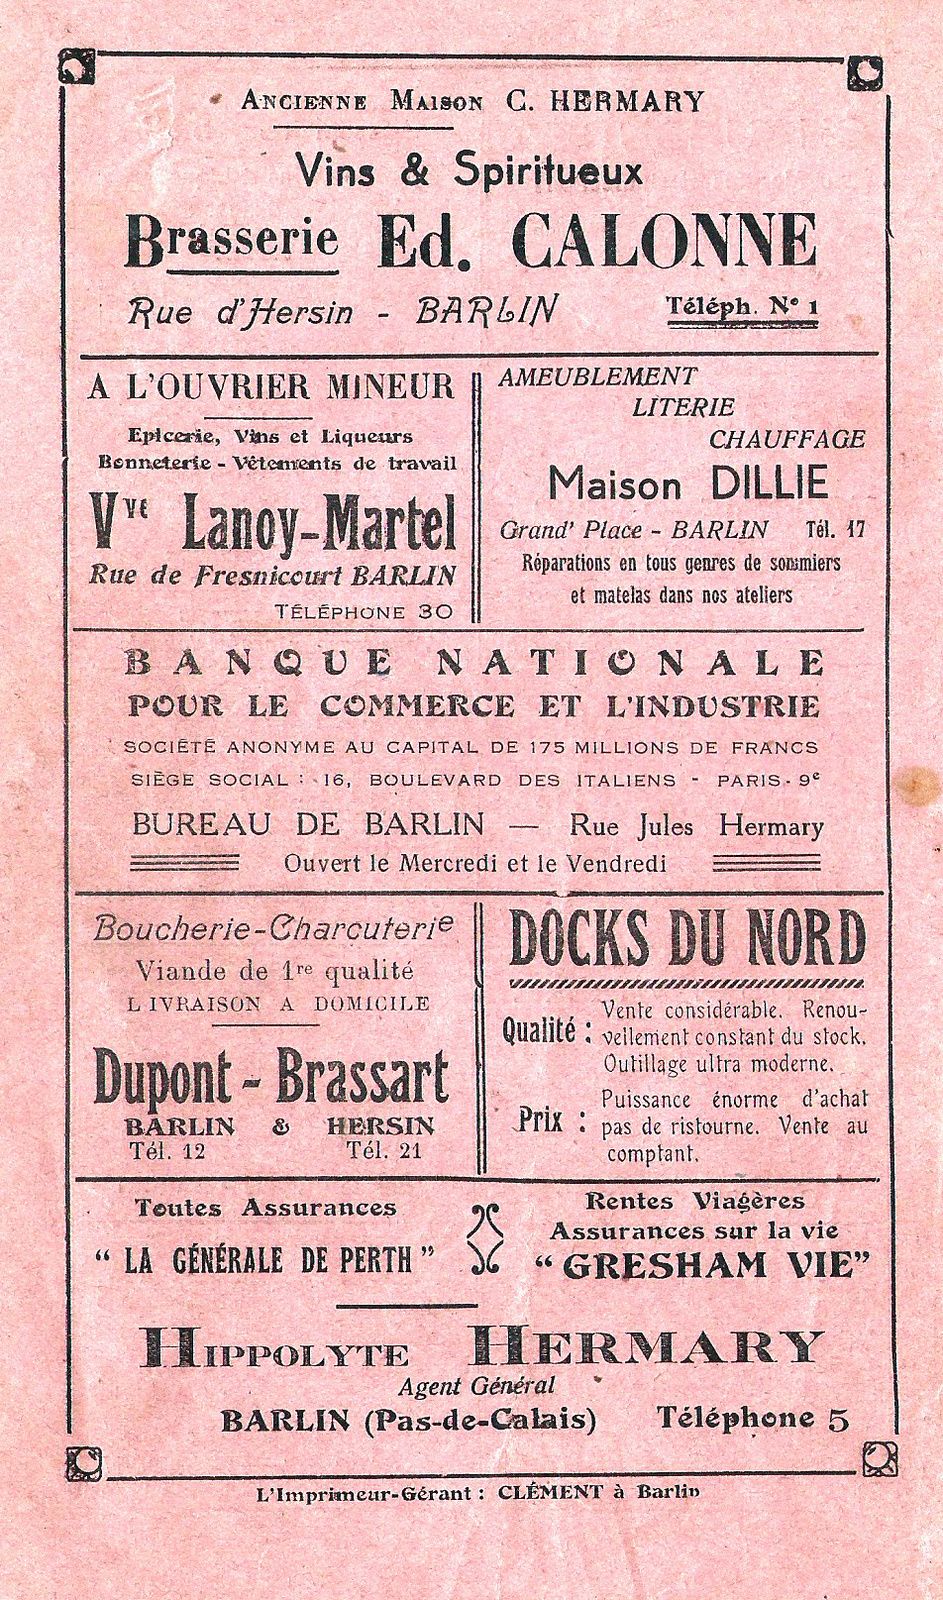 ANCIENNE MAISON C. HERMARY
Vins & Spiritueux
Brasserie Ed. CALONNE
Rue d'Hersin - BARLIN
Téléph. N° 1
A L'OUVRIER MINEUR
Epicerie, Vins et Liqueurs
Bonneterie - Vêtements de travail
Vve Lanoy-Martel
Rue de Fresnicourt BARLIN
TÉLÉPHONE 30
AMEUBLEMENT
LITERIE
CHAUFFAGE
Maison DILLIE
Grand' Place - BARLIN Tél. 17
Réparations en tous genres de sommiers
et matelas dans nos ateliers
BANQUE NATIONALE
POUR LE COMMERCE ET L'INDUSTRIE
SOCIÉTÉ ANONYME AU CAPITAL DE 175 MILLIONS DE FRANCS
SIÈGE SOCIAL : 16, BOULEVARD DES ITALIENS - PARIS-9e
BUREAU DE BARLIN — Rue Jules Hermary
Ouvert le Mercredi et le Vendredi
Boucherie-Charcuterie
Viande de 1re qualité
LIVRAISON A DOMICILE
Dupont - Brassart
BARLIN & HERSIN
Tél. 12 Tél. 21
DOCKS DU NORD
Qualité : Vente considérable. Renou-
vellement constant du stock.
Outillage ultra moderne.
Prix : Puissance énorme d'achat
pas de ristourne. Vente au
comptant.
Toutes Assurances
" LA GÉNÉRALE DE PERTH "
Rentes Viagères
Assurances sur la vie
" GRESHAM VIE"
HIPPOLYTE HERMARY
Agent Général
BARLIN (Pas-de-Calais) Téléphone 5
L'Imprimeur-Gérant : CLÉMENT à Barlin